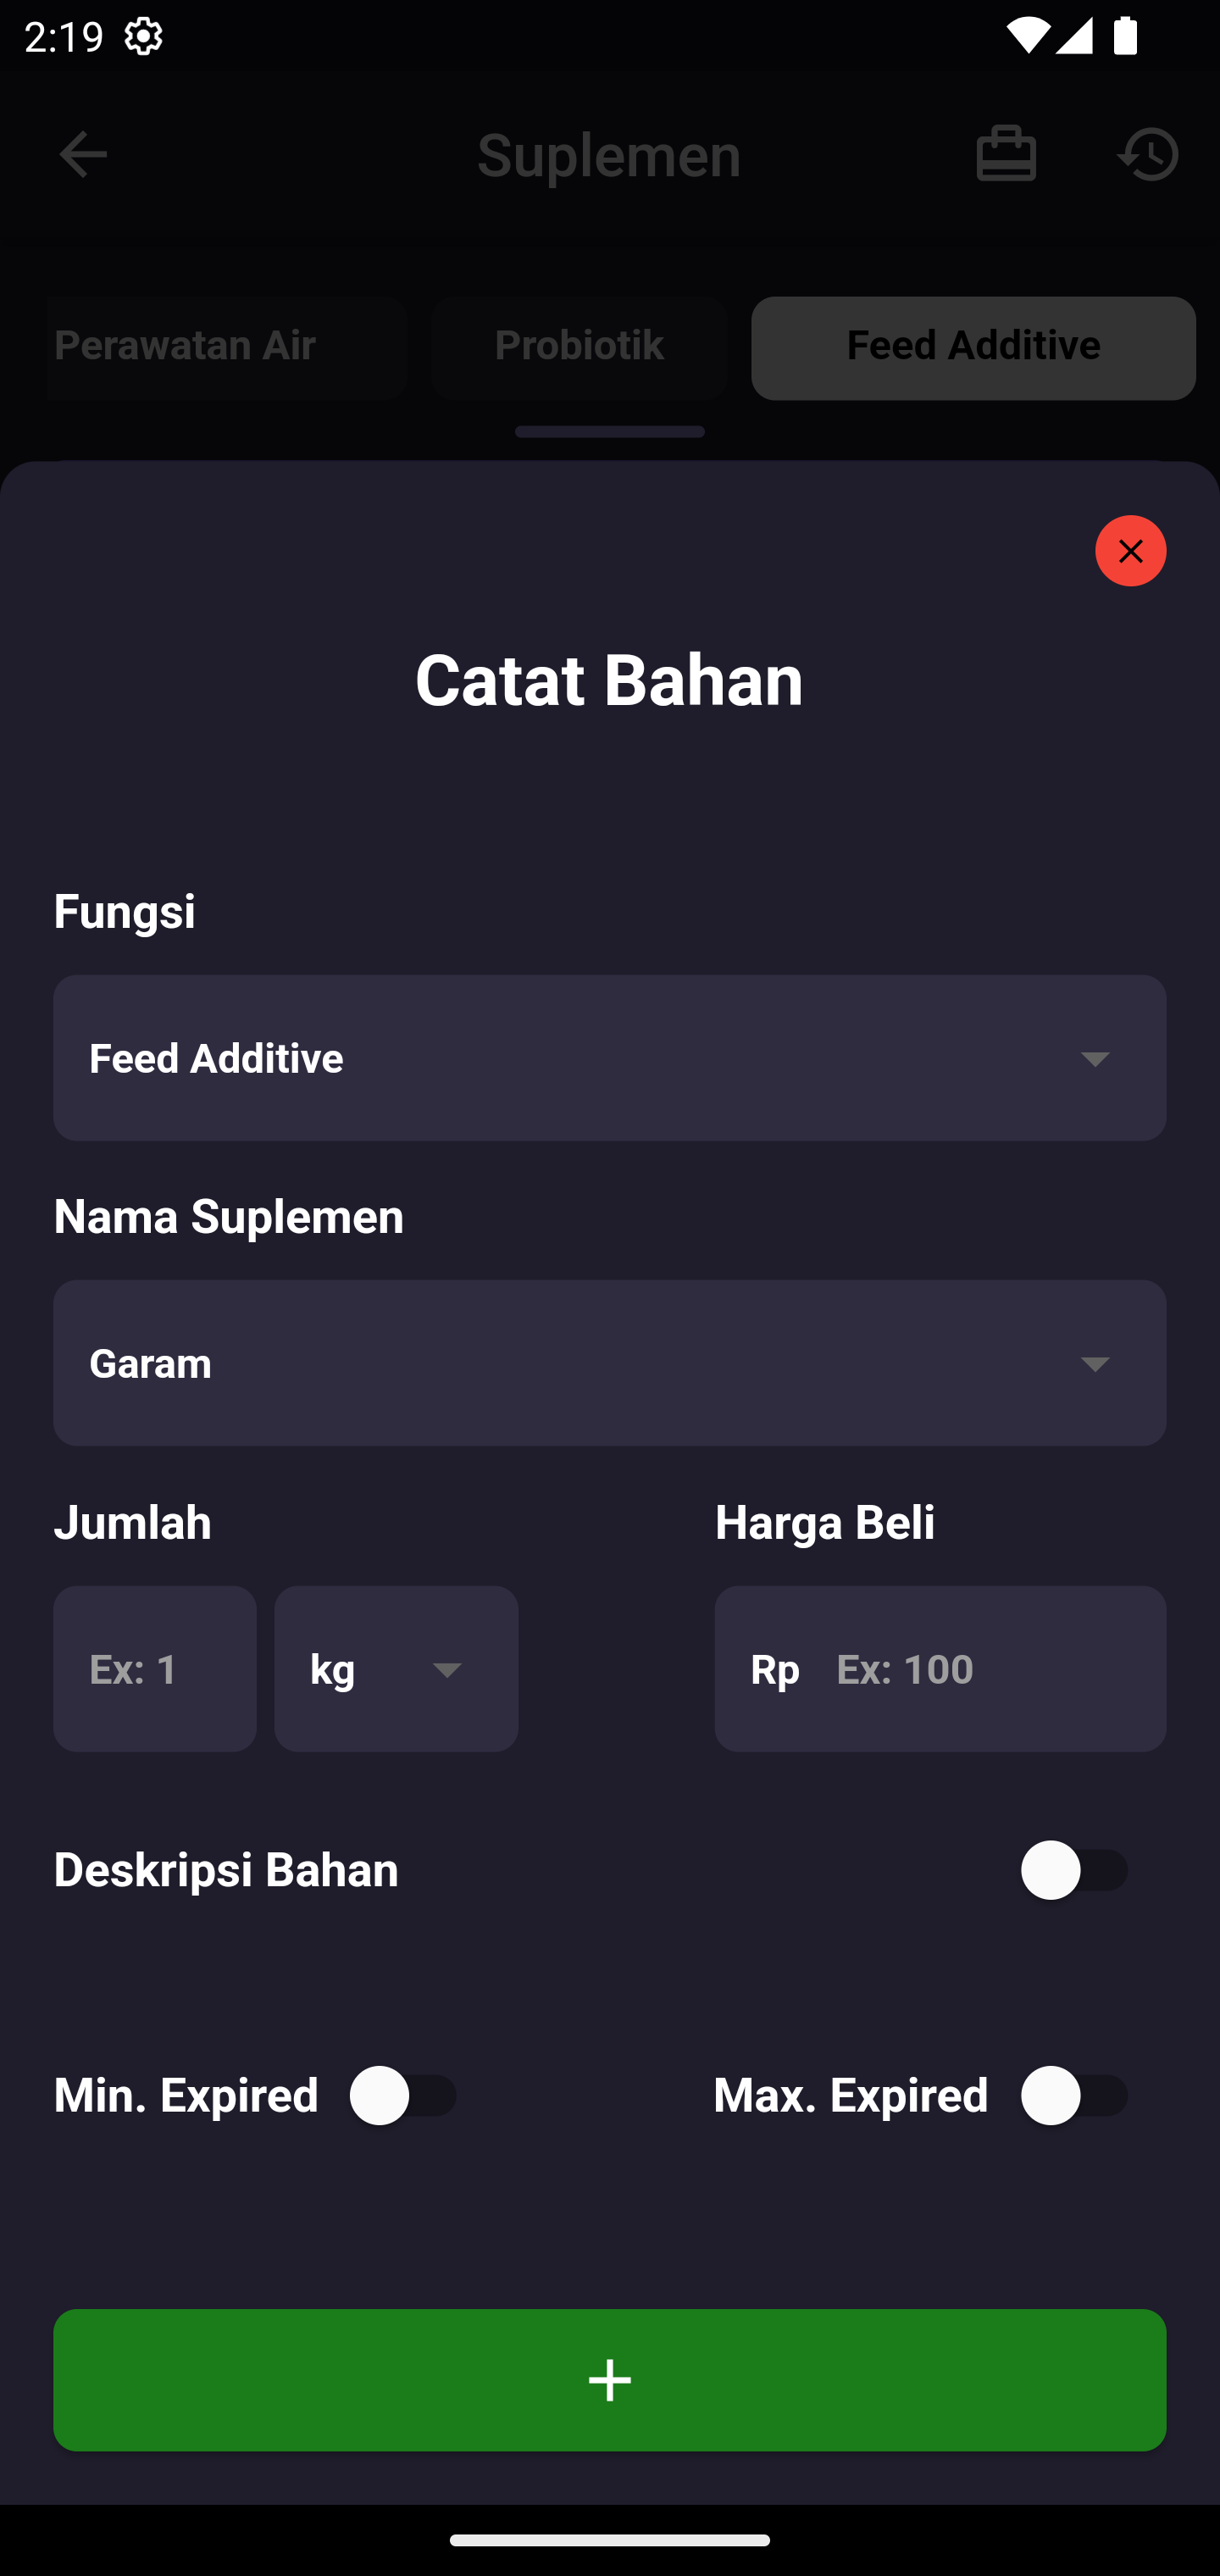 2:19
Suplemen
Perawatan Air Probiotik Feed Additive
Catat Bahan
Fungsi
Feed Additive
Nama Suplemen
Garam
Jumlah Harga Beli
Ex: 1 kg Rp Ex: 100
Deskripsi Bahan
Min. Expired Max. Expired